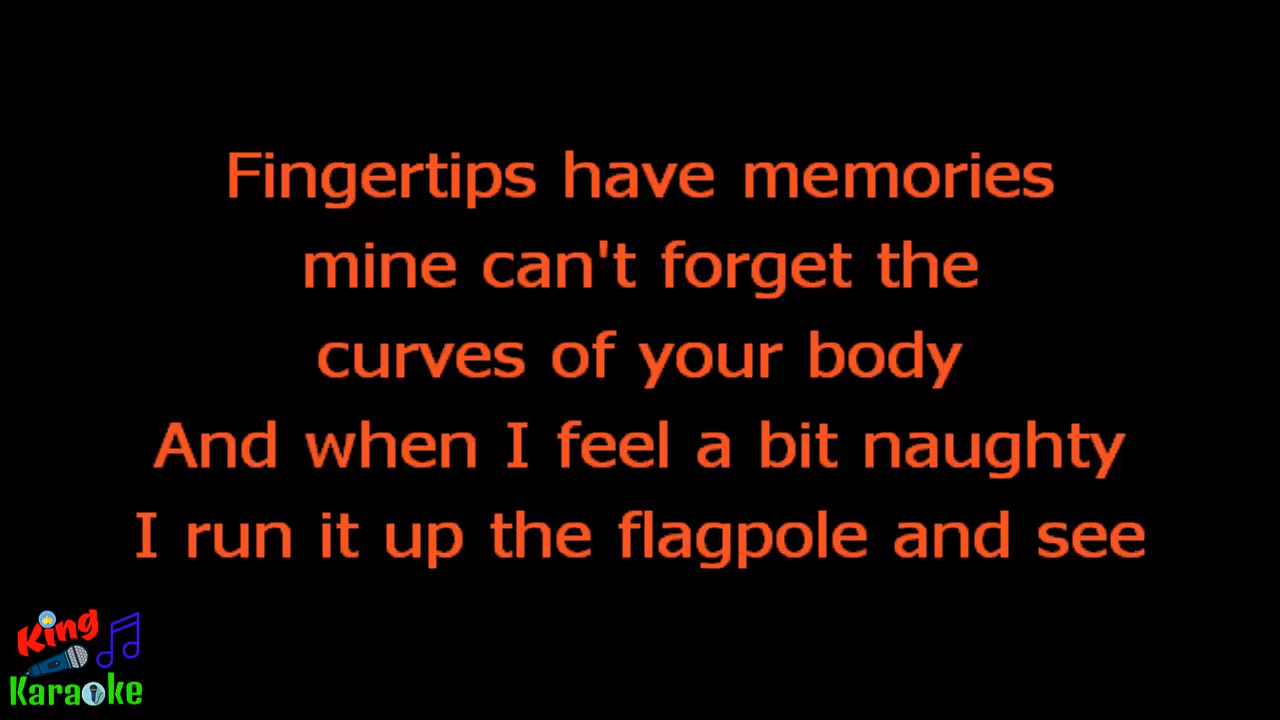 Fingertips have memories
mine can't forget the
curves of your body
And when I feel a bit naughty
I run it up the flagpole and see
King
Karaoke